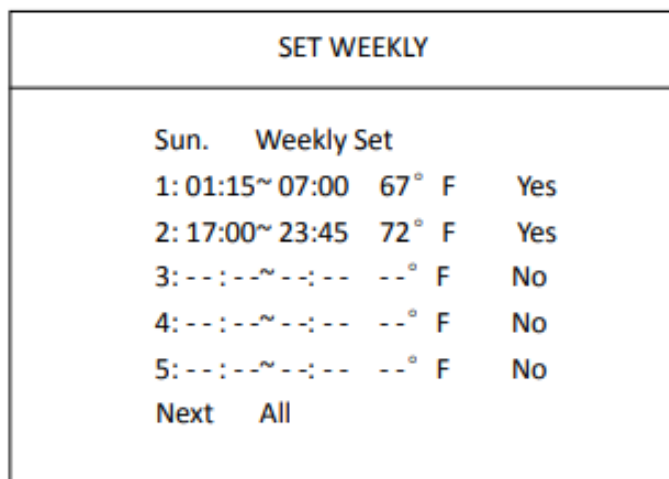 SET WEEKLY
Sun. Weekly Set
1: 01:15~ 07:00 67° F Yes
2: 17:00~ 23:45 72° F Yes
3: - - : - -~ - -: - - - -° F No
4: - - : - -~ - -: - - - -° F No
5: - - : - -~ - -: - - - -° F No
Next All